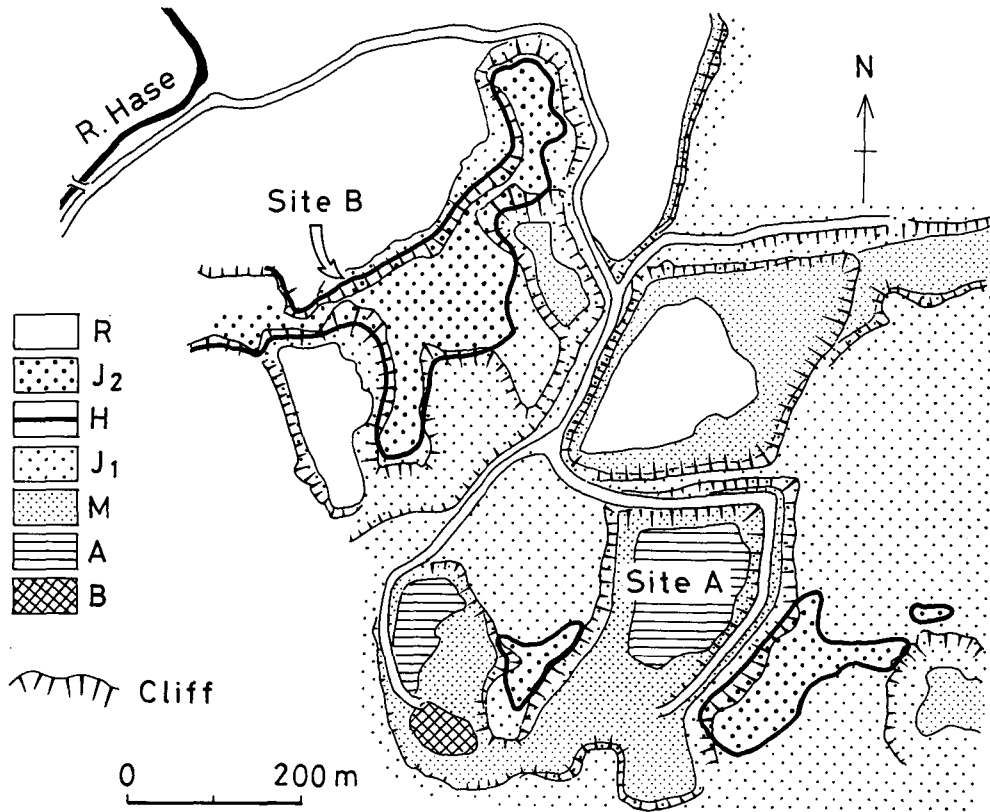 R. Hase
N
Site B
R
J₂
H
J₁
M
A
B
Site A
Cliff
0 200 m